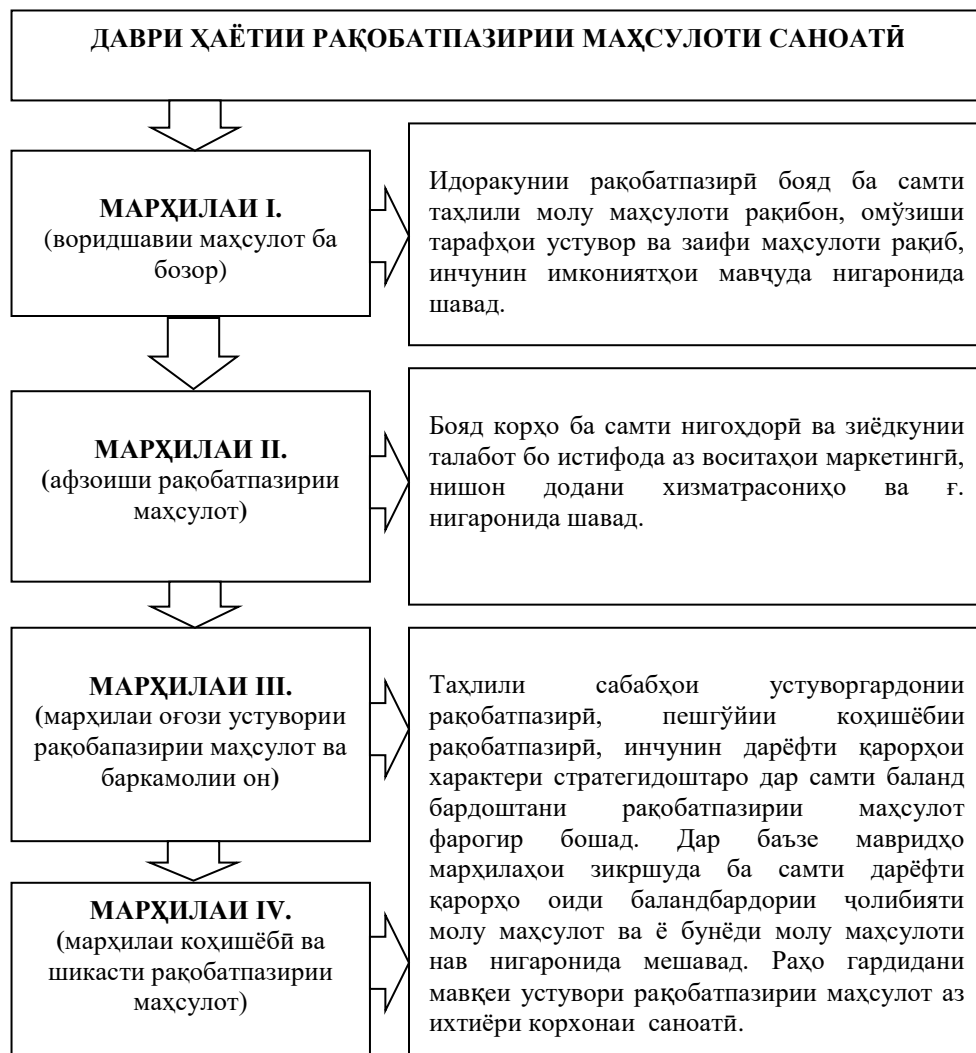 ДАВРИ ҲАЁТИИ РАҚОБАТПАЗИРИИ МАҲСУЛОТИ САНОАТӢ
МАРҲИЛАИ I.
(воридшавии маҳсулот ба
бозор)
Идоракунии рақобатпазирӣ бояд ба самти
таҳлили молу маҳсулоти рақибон, омӯзиши
тарафҳои устувор ва заифи маҳсулоти рақиб,
инчунин имкониятҳои мавҷуда нигаронида
шавад.
МАРҲИЛАИ II.
(афзоиши рақобатпазирии
маҳсулот)
Бояд корҳо ба самти нигоҳдорӣ ва зиёдкунии
талабот бо истифода аз воситаҳои маркетингӣ,
нишон додани хизматрасониҳо ва ғ.
нигаронида шавад.
МАРҲИЛАИ III.
(марҳилаи оғози устувории
рақобапазирии маҳсулот ва
баркамолии он)
МАРҲИЛАИ IV.
(марҳилаи коҳишёбӣ ва
шикасти рақобатпазирии
маҳсулот)
Таҳлили сабабҳои устуворгардонии
рақобатпазирӣ, пешгӯйии коҳишёбии
рақобатпазирӣ, инчунин дарёфти қарорҳои
характери стратегидоштаро дар самти баланд
бардоштани рақобатпазирии маҳсулот
фарогир бошад. Дар баъзе мавридҳо
марҳилаҳои зикршуда ба самти дарёфти
қарорҳо оиди баландбардории ҷолибияти
молу маҳсулот ва ё бунёди молу маҳсулоти
нав нигаронида мешавад. Раҳо гардидани
мавқеи устувори рақобатпазирии маҳсулот аз
ихтиёри корхонаи саноатӣ.